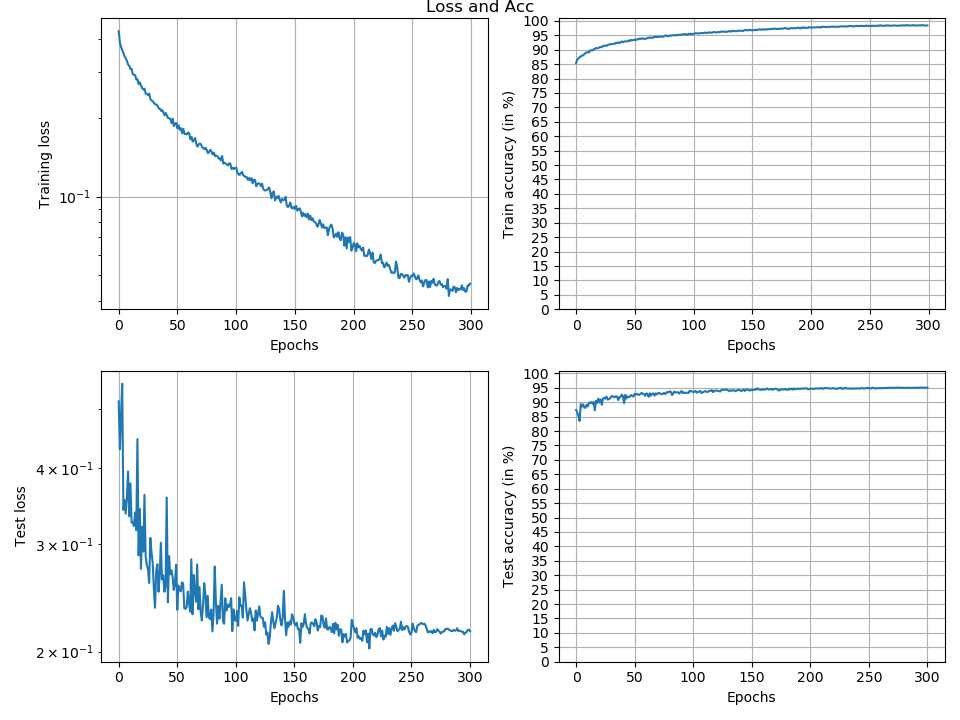 Loss and Acc
Training loss
10⁻¹
0 50 100 150 200 250 300
Epochs
Train accuracy (in %)
100
95
90
85
80
75
70
65
60
55
50
45
40
35
30
25
20
15
10
5
0
0 50 100 150 200 250 300
Epochs
Test loss
4 × 10⁻¹
3 × 10⁻¹
2 × 10⁻¹
0 50 100 150 200 250 300
Epochs
Test accuracy (in %)
100
95
90
85
80
75
70
65
60
55
50
45
40
35
30
25
20
15
10
5
0
0 50 100 150 200 250 300
Epochs